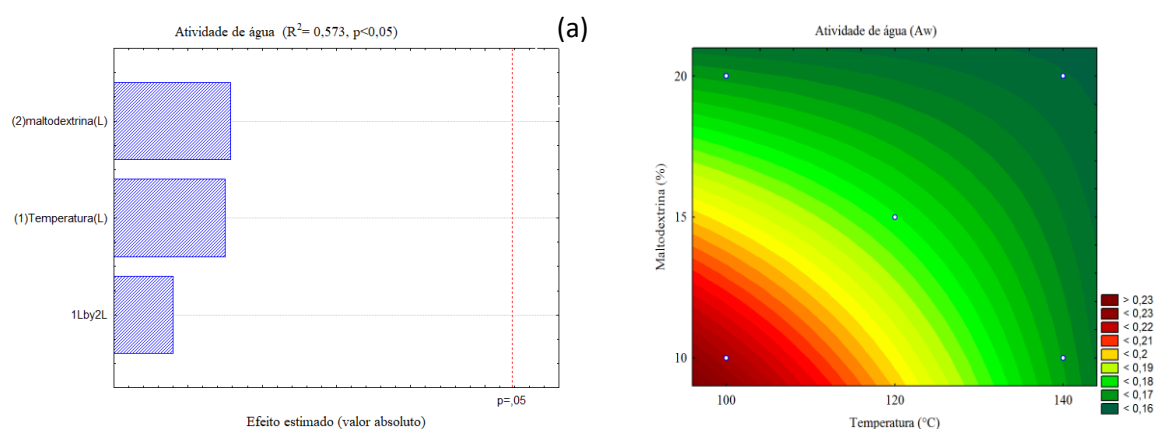 Atividade de água (R²= 0,573, p<0,05)
(2)maltodextrina(L)
(1)Temperatura(L)
1Lby2L
p=,05
Efeito estimado (valor absoluto)
(a)
Atividade de água (Aw)
Maltodextrina (%)
20
15
10
100
120
140
Temperatura (°C)
> 0,23
< 0,23
< 0,22
< 0,21
< 0,2
< 0,19
< 0,18
< 0,17
< 0,16